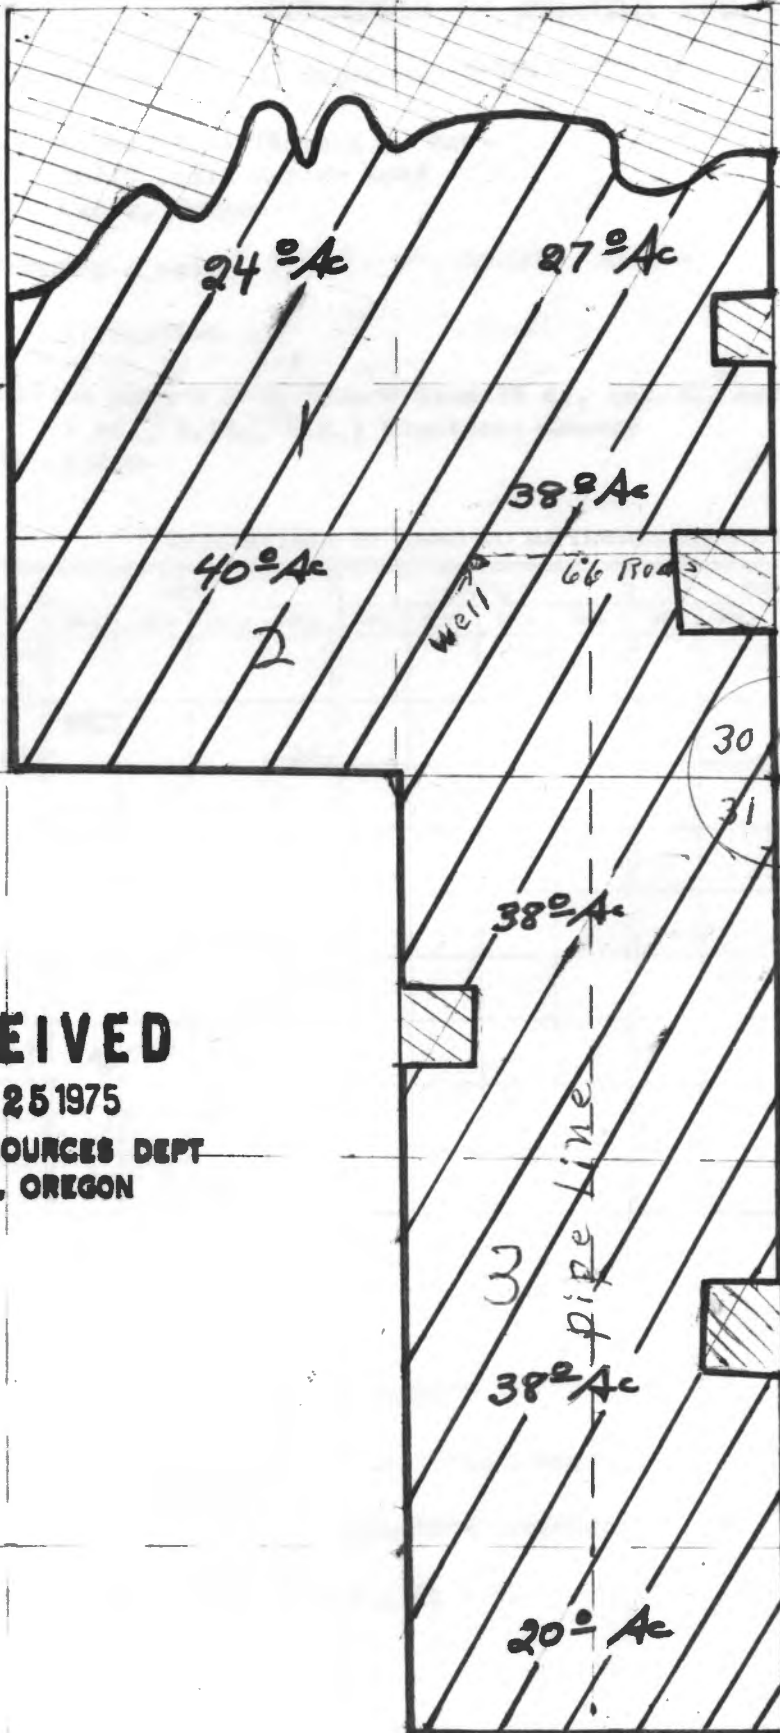 24.0 Ac
27.0 Ac
1
38.0 Ac
40.0 Ac
66 Rods
Well
2
30
31
38.0 Ac
EIVED
25 1975
OURCES DEPT
, OREGON
pipe Line
3
38.0 Ac
20.0 Ac